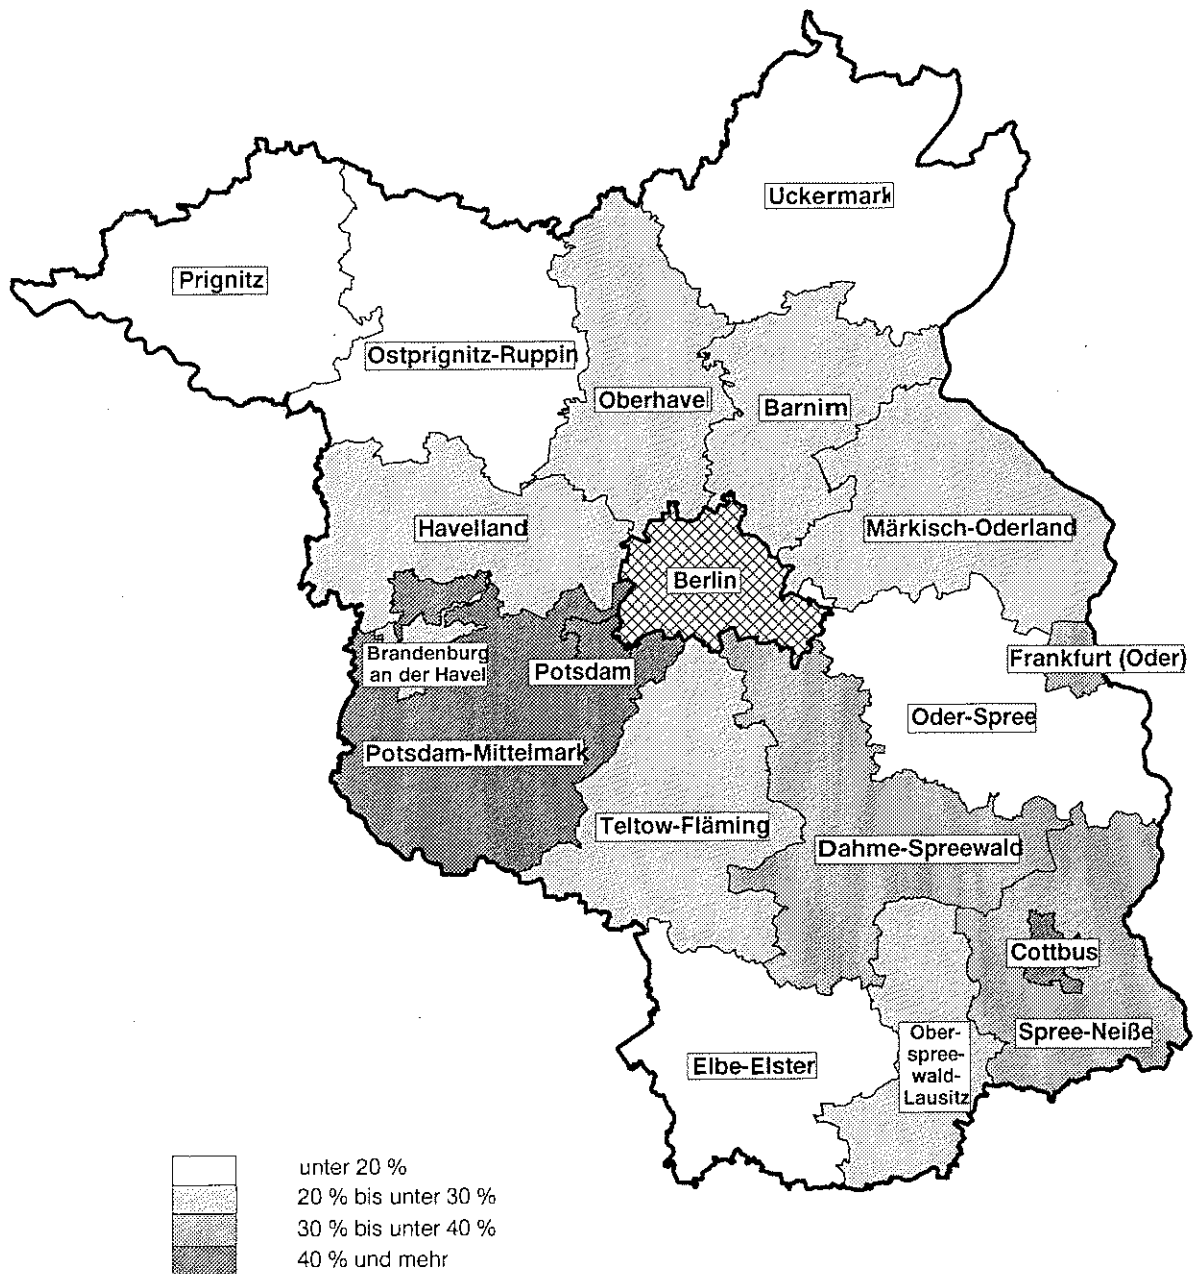 Uckermark
Prignitz
Ostprignitz-Ruppin
Oberhavel
Barnim
Havelland
Märkisch-Oderland
Berlin
Brandenburg
an der Havel
Potsdam
Frankfurt (Oder)
Oder-Spree
Potsdam-Mittelmark
Teltow-Fläming
Dahme-Spreewald
Cottbus
Spree-Neiße
Ober-
spree-
wald-
Lausitz
Elbe-Elster
unter 20 %
20 % bis unter 30 %
30 % bis unter 40 %
40 % und mehr